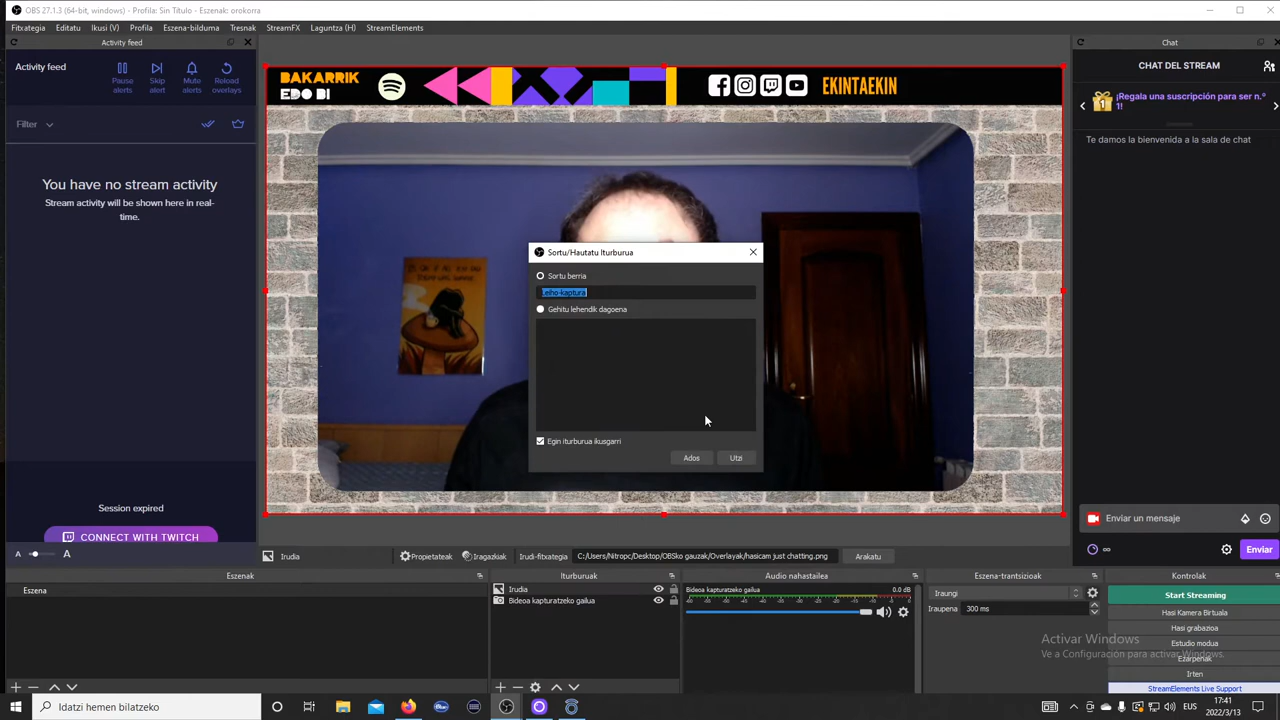 OBS 27.1.3 (64-bit, windows) - Profila: Sin Titulo - Eszenak: orokorra
Fitxategia Editatu Ikusi (V) Profila Eszena-bilduma Tresnak StreamFX Laguntza (H) StreamElements
Activity feed
Activity feed
Pause alerts
Skip alerts
Mute alerts
Reload overlays
Filter
You have no stream activity
Stream activity will be shown here in real-
time.
Session expired
CONNECT WITH TWITCH
A A
BAKARRIK
EDO BI
EKINTAEKIN
Sortu/Hautatu Iturburua
Sortu berria
Leiho-kaptura
Gehitu lehendik dagoena
Egin iturburua ikusgarri
Ados Utzi
Chat
CHAT DEL STREAM
1
¡Regala una suscripción para ser n.º
1!
Te damos la bienvenida a la sala de chat
Enviar un mensaje
Enviar
Irudia Propietateak Iragazkiak Irudi-fitxategia C:/Users/Nitropc/Desktop/OBSko gauzak/Overlayak/hasicam just chatting.png Arakatu
Eszenak
Eszena
Iturburuak
Irudia
Bideoa kapturatzeko gailua
Audio nahastailea
Bideoa kapturatzeko gailua 0.0 dB
Eszena-trantsizioak
Iraungi
Iraupena 300 ms
Kontrolak
Start Streaming
Hasi Kamera Birtuala
Hasi grabazioa
Estudio modua
Ezarpenak
Irten
StreamElements Live Support
Activar Windows
Ve a Configuración para activar Windows.
Idatzi hemen bilatzeko
EUS
17:41
2022/3/13